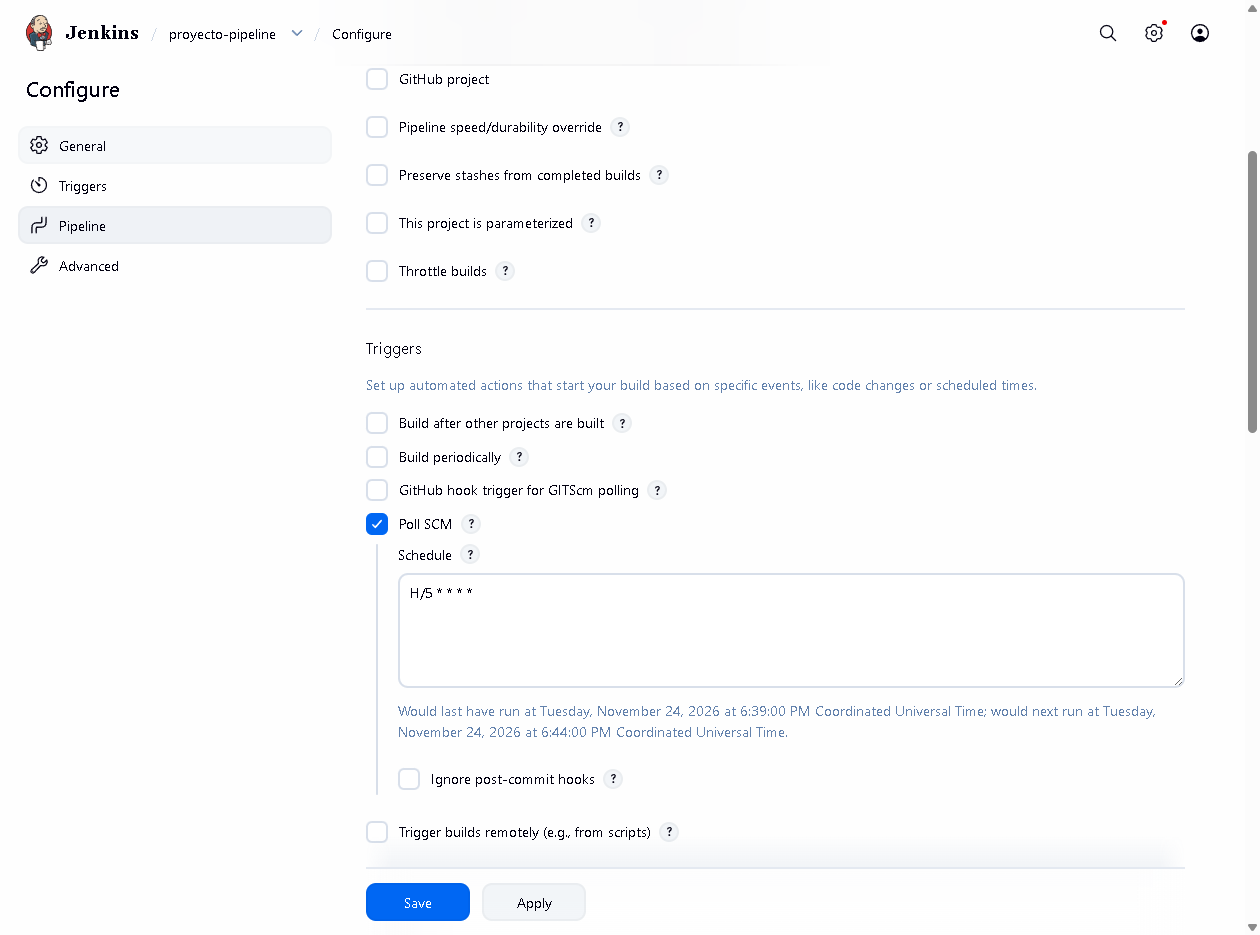 Jenkins / proyecto-pipeline / Configure
Configure
General
Triggers
Pipeline
Advanced
GitHub project
Pipeline speed/durability override ?
Preserve stashes from completed builds ?
This project is parameterized ?
Throttle builds ?
Triggers
Set up automated actions that start your build based on specific events, like code changes or scheduled times.
Build after other projects are built ?
Build periodically ?
GitHub hook trigger for GITScm polling ?
Poll SCM ?
Schedule ?
H/5 * * * *
Would last have run at Tuesday, November 24, 2026 at 6:39:00 PM Coordinated Universal Time; would next run at Tuesday,
November 24, 2026 at 6:44:00 PM Coordinated Universal Time.
Ignore post-commit hooks ?
Trigger builds remotely (e.g., from scripts) ?
Save
Apply